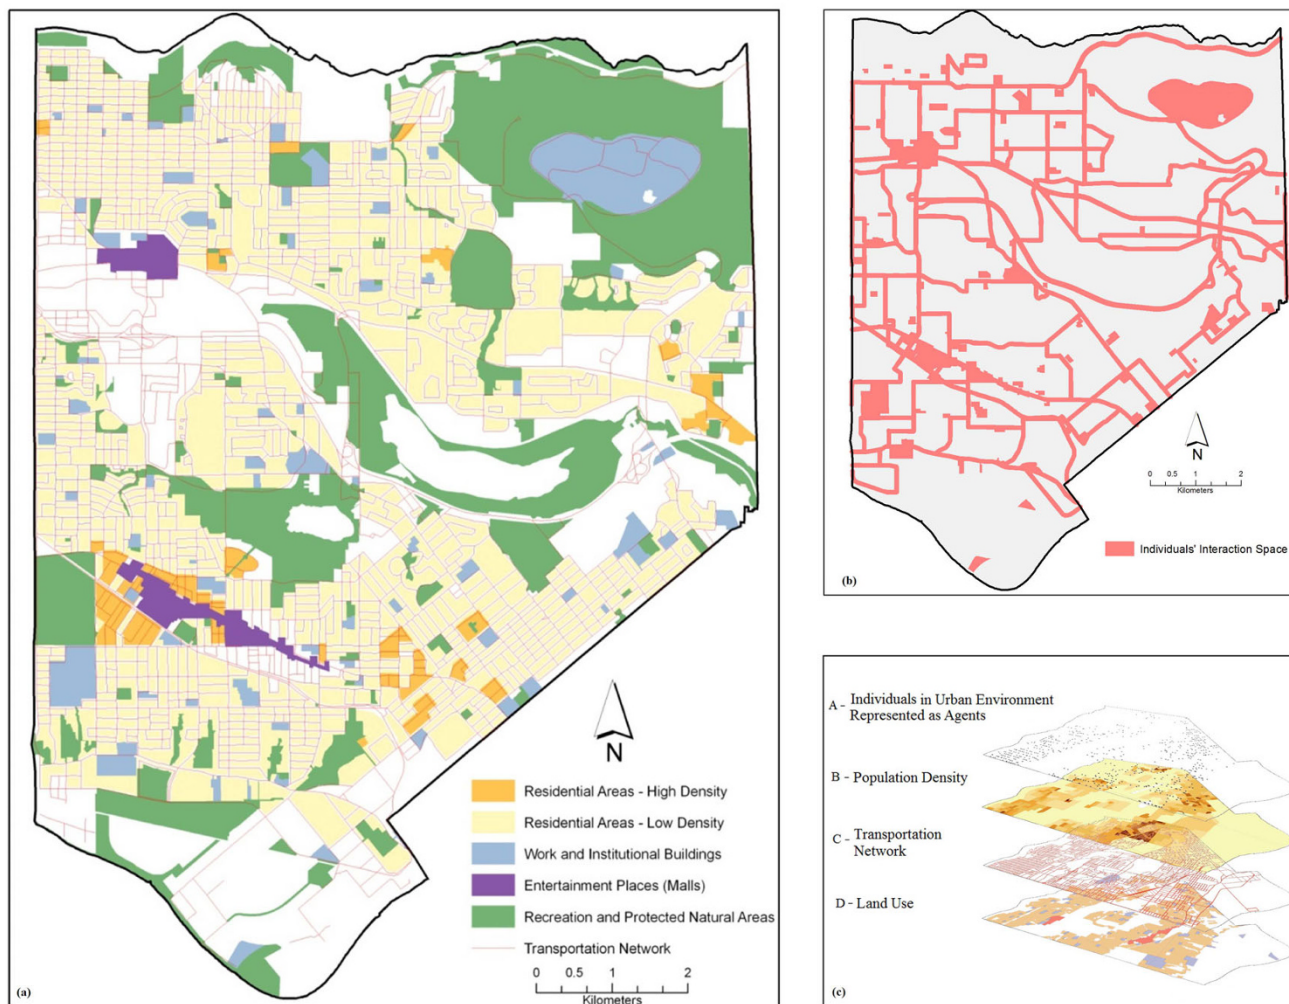 N
Residential Areas - High Density
Residential Areas - Low Density
Work and Institutional Buildings
Entertainment Places (Malls)
Recreation and Protected Natural Areas
Transportation Network
0 0.5 1 2
Kilometers
(a)
N
0 0.5 1 2
Kilometers
Individuals' Interaction Space
(b)
A - Individuals in Urban Environment
Represented as Agents
B - Population Density
C - Transportation
Network
D - Land Use
(c)